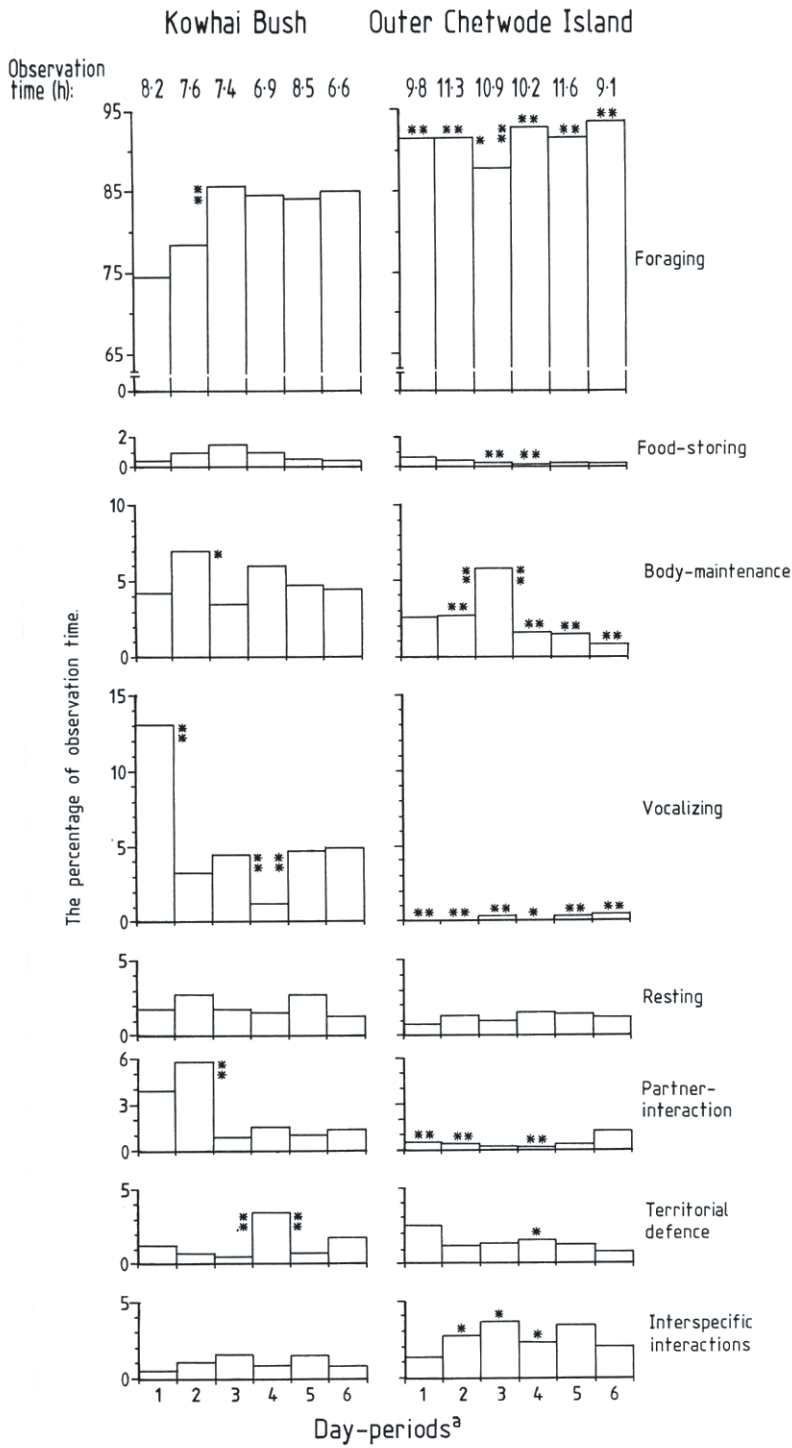 Kowhai Bush Outer Chetwode Island
Observation
time (h): 8·2 7·6 7·4 6·9 8·5 6·6 9·8 11·3 10·9 10·2 11·6 9·1
95
** ** * ** ** ** **
85
**
75
65
0
Foraging
2
0
** **
Food-storing
10
5
0
*
** ** ** ** ** **
Body-maintenance
15
10
5
0
**
** **
** ** ** * ** **
Vocalizing
5
0
Resting
6
3
0
**
** ** **
Partner-
interaction
5
0
** **
*
Territorial
defence
5
0
* * *
Interspecific
interactions
1 2 3 4 5 6 1 2 3 4 5 6
Day-periodsª
The percentage of observation time.